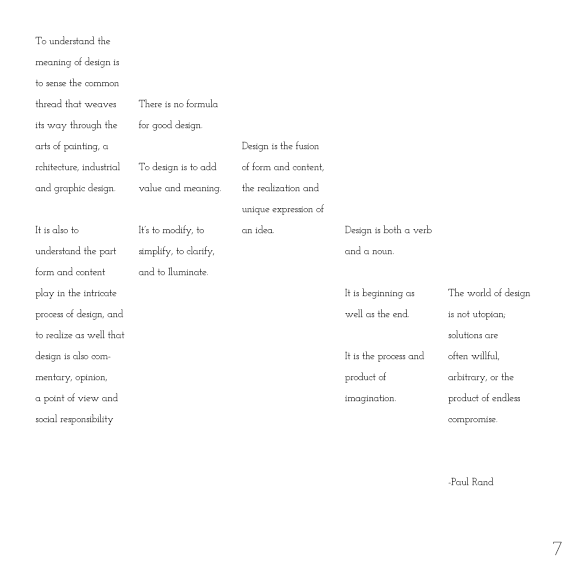 To understand the
meaning of design is
to sense the common
thread that weaves
its way through the
arts of painting, a
rchitecture, industrial
and graphic design.
It is also to
understand the part
form and content
play in the intricate
process of design, and
to realize as well that
design is also com-
mentary, opinion,
a point of view and
social responsibility
There is no formula
for good design.
To design is to add
value and meaning.
It's to modify, to
simplify, to clarify,
and to Iluminate.
Design is the fusion
of form and content,
the realization and
unique expression of
an idea.
Design is both a verb
and a noun.
It is beginning as
well as the end.
It is the process and
product of
imagination.
The world of design
is not utopian;
solutions are
often willful,
arbitrary, or the
product of endless
compromise.
-Paul Rand
7